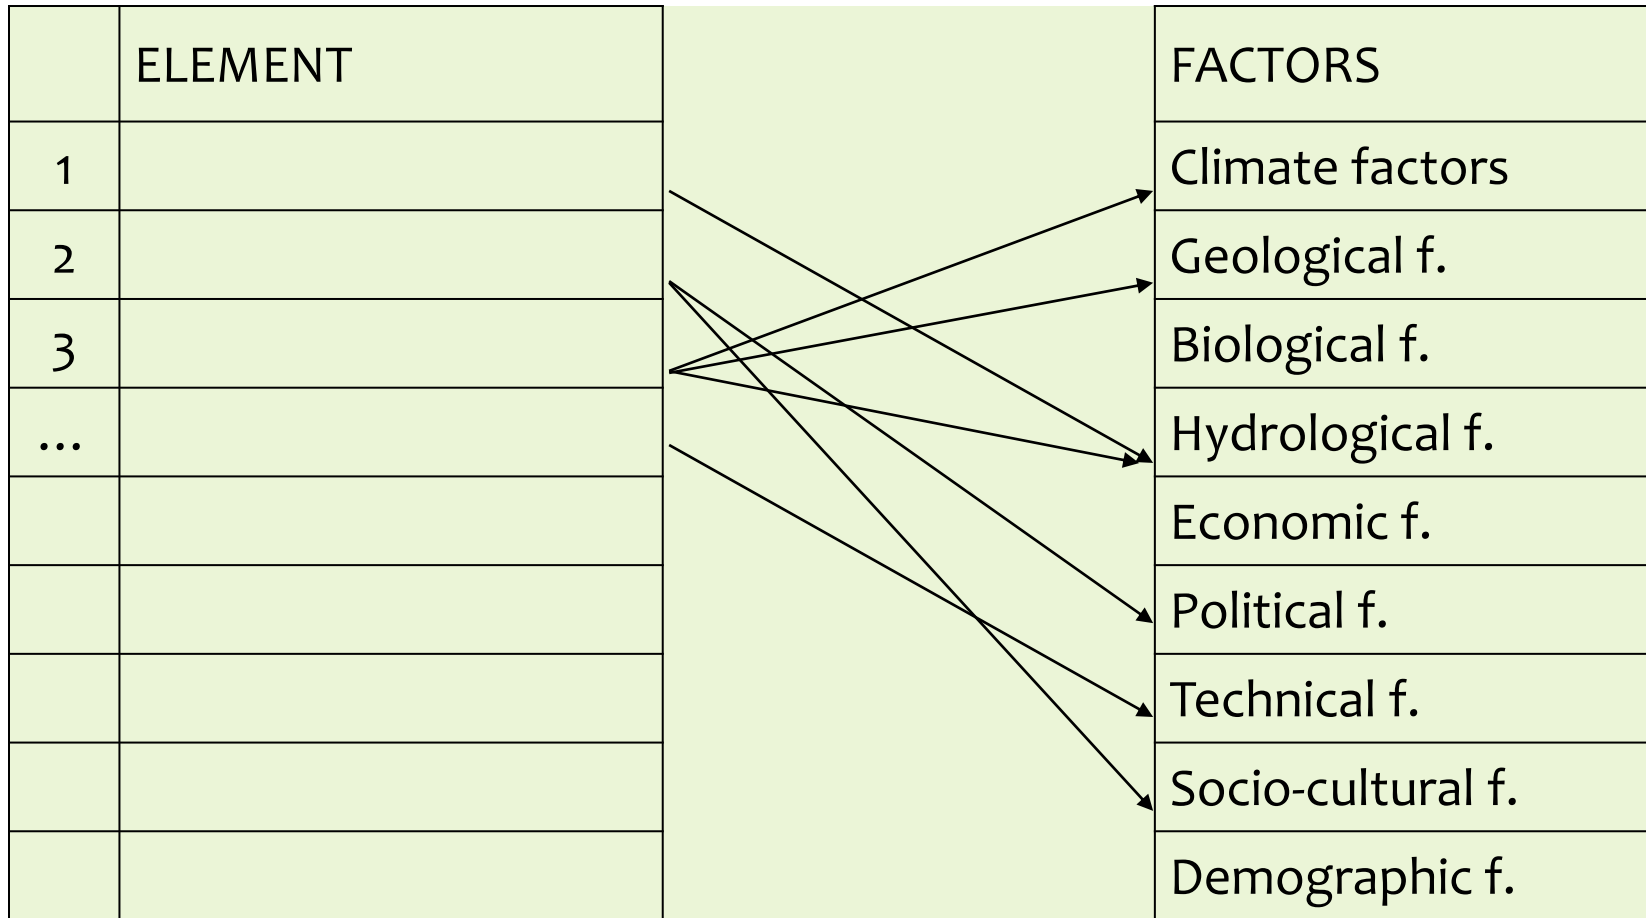 ELEMENT FACTORS
1 Climate factors
2 Geological f.
3 Biological f.
... Hydrological f.
Economic f.
Political f.
Technical f.
Socio-cultural f.
Demographic f.